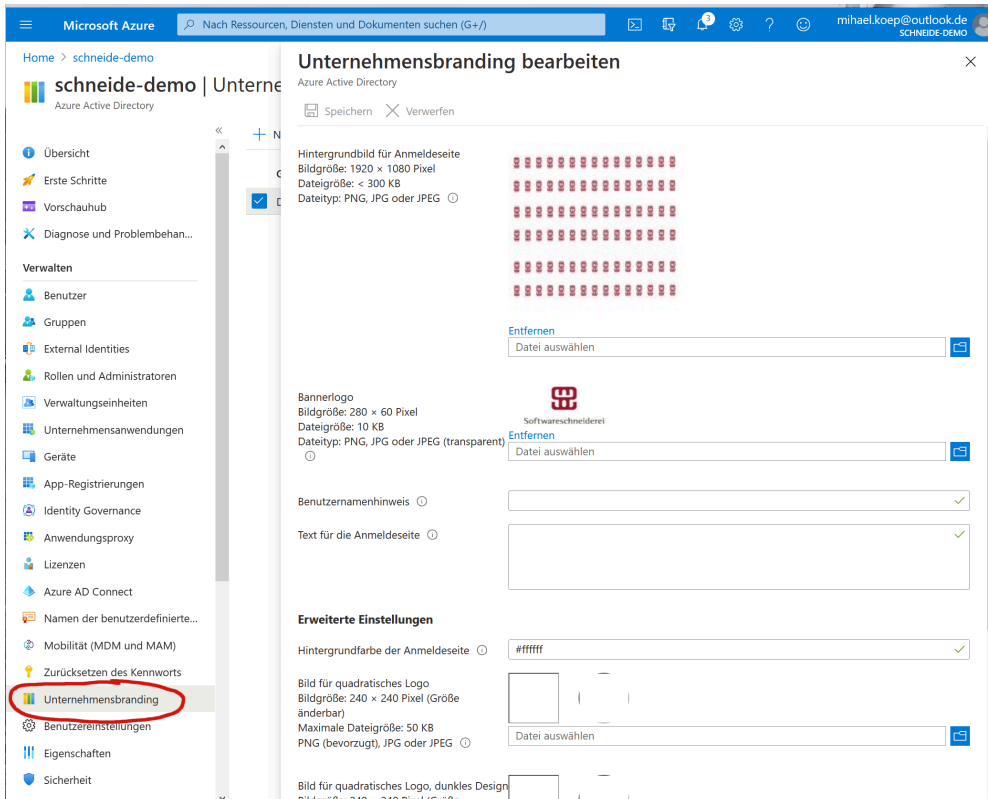 Microsoft Azure
Nach Ressourcen, Diensten und Dokumenten suchen (G+/)
3
mihael.koep@outlook.de
SCHNEIDE-DEMO
Home > schneide-demo
schneide-demo | Unterne
Azure Active Directory
«
Übersicht
Erste Schritte
Vorschauhub
Diagnose und Problembehan...
Verwalten
Benutzer
Gruppen
External Identities
Rollen und Administratoren
Verwaltungseinheiten
Unternehmensanwendungen
Geräte
App-Registrierungen
Identity Governance
Anwendungsproxy
Lizenzen
Azure AD Connect
Namen der benutzerdefinierte...
Mobilität (MDM und MAM)
Zurücksetzen des Kennworts
Unternehmensbranding
Benutzereinstellungen
Eigenschaften
Sicherheit
+ N
Unternehmensbranding bearbeiten
Azure Active Directory
Speichern
Verwerfen
Hintergrundbild für Anmeldeseite
Bildgröße: 1920 × 1080 Pixel
Dateigröße: < 300 KB
Dateityp: PNG, JPG oder JPEG
Entfernen
Datei auswählen
Bannerlogo
Bildgröße: 280 × 60 Pixel
Dateigröße: 10 KB
Dateityp: PNG, JPG oder JPEG (transparent)
Softwareschneiderei
Entfernen
Datei auswählen
Benutzernamenhinweis
Text für die Anmeldeseite
Erweiterte Einstellungen
Hintergrundfarbe der Anmeldeseite
#ffffff
Bild für quadratisches Logo
Bildgröße: 240 × 240 Pixel (Größe
änderbar)
Maximale Dateigröße: 50 KB
PNG (bevorzugt), JPG oder JPEG
Datei auswählen
Bild für quadratisches Logo, dunkles Design
Bildgröße: 240 × 240 Pixel (Größe